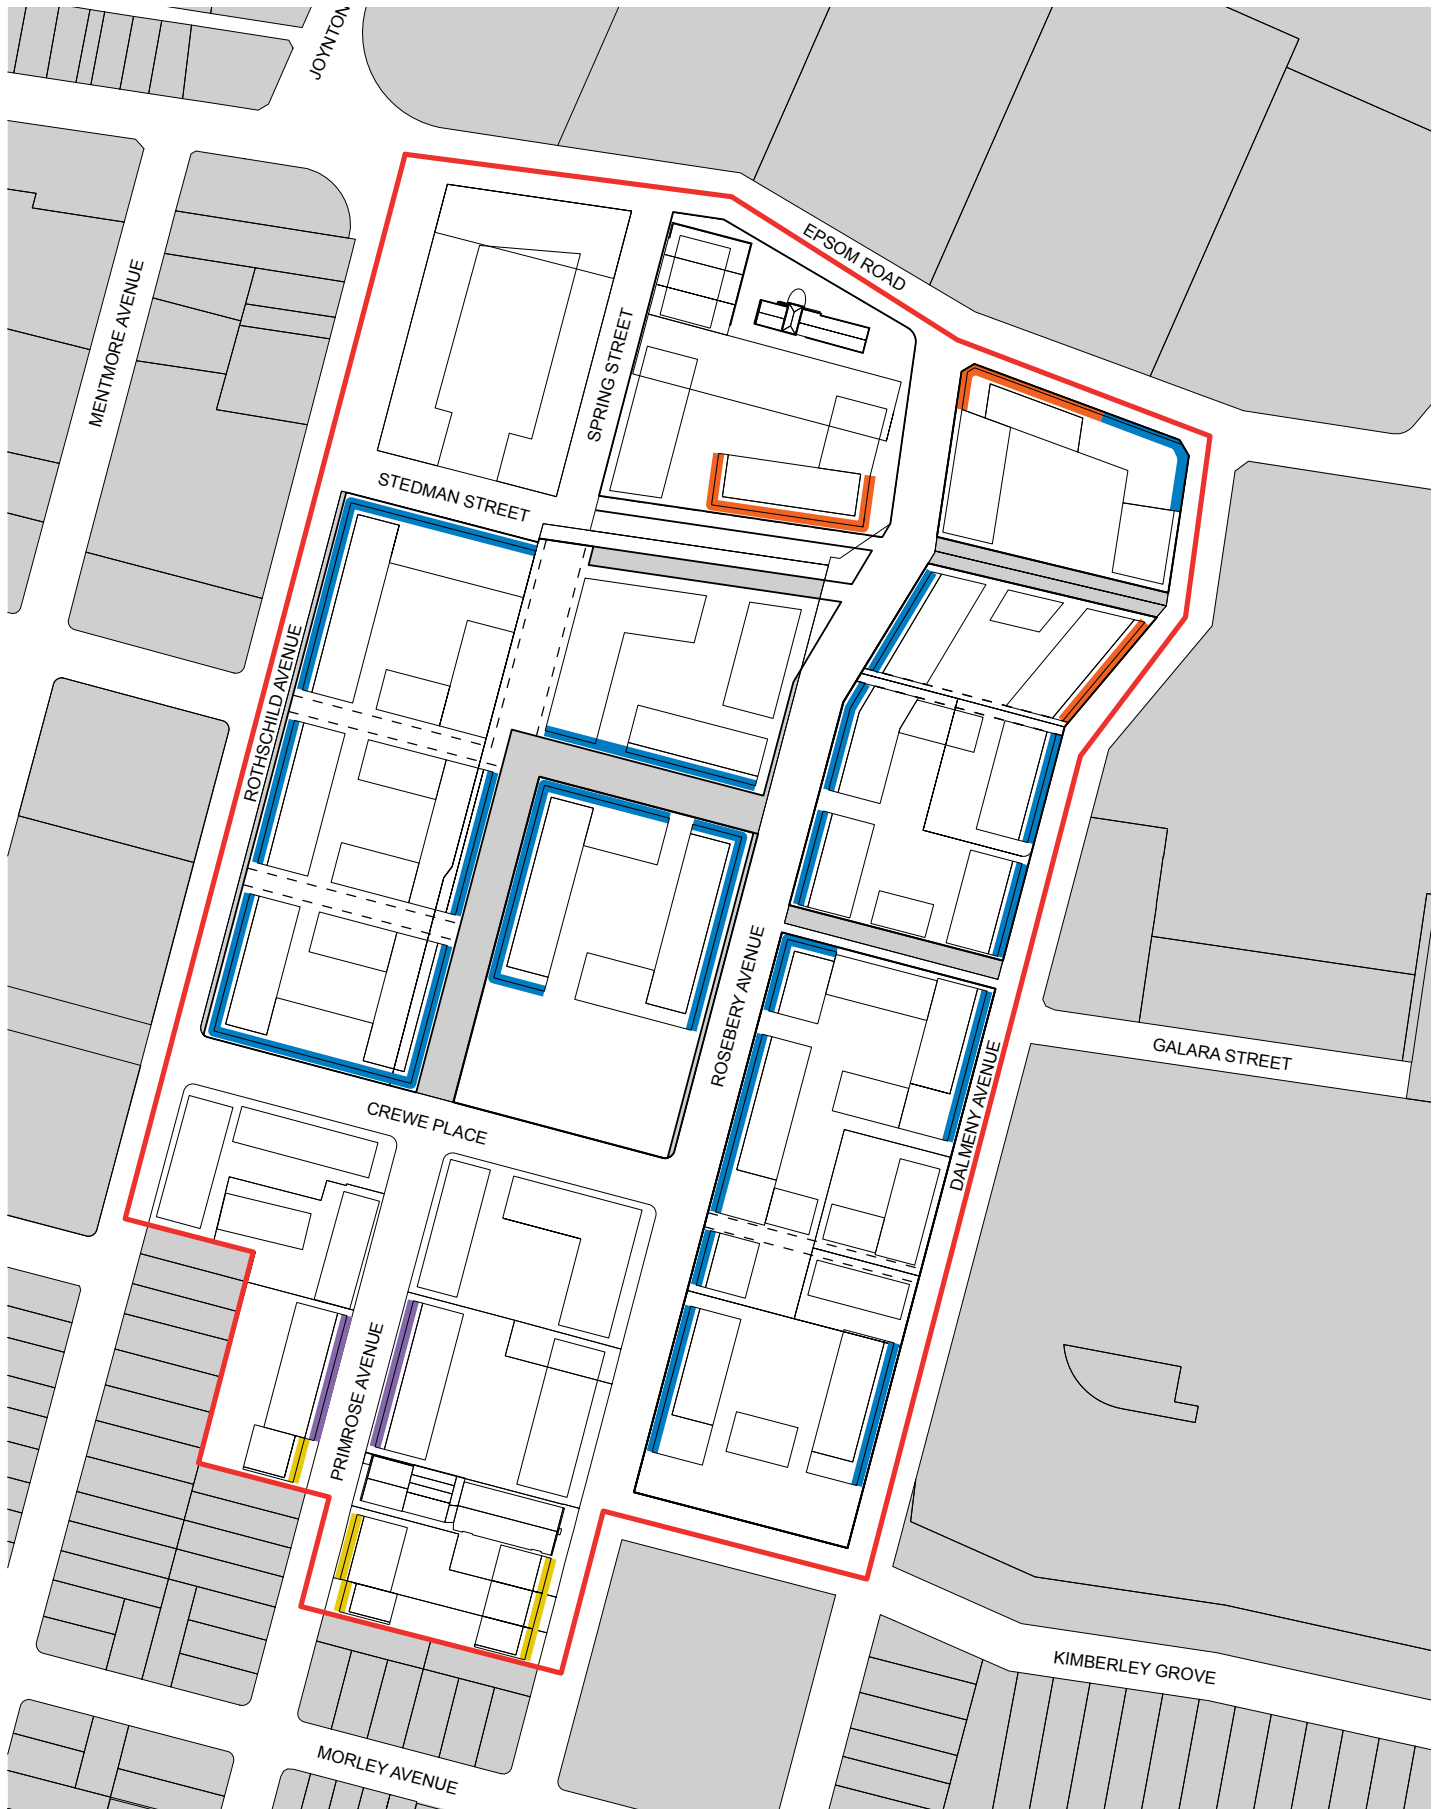 JOYNTON
EPSOM ROAD
MENTMORE AVENUE
SPRING STREET
STEDMAN STREET
ROTHSCHILD AVENUE
ROSEBERY AVENUE
GALARA STREET
DALMENY AVENUE
CREWE PLACE
PRIMROSE AVENUE
KIMBERLEY GROVE
MORLEY AVENUE